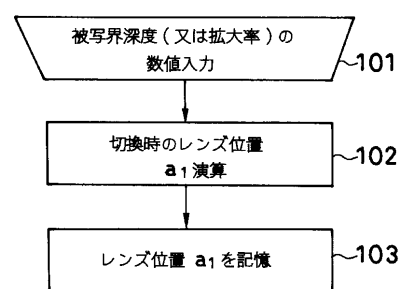 被写界深度(又は拡大率)の
数値入力
101
切換時のレンズ位置
a1演算
102
レンズ位置 a1を記憶
103